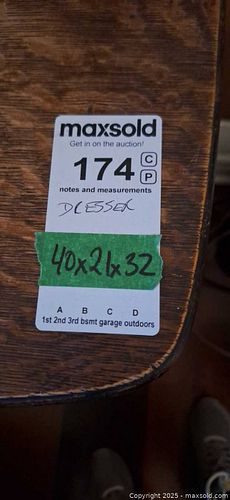 maxsold
Get in on the auction!
174
C
P
notes and measurements
DRESSER
40x21x32
A B C D
1st 2nd 3rd bsmt garage outdoors
Copyright 2025 - maxsold.com